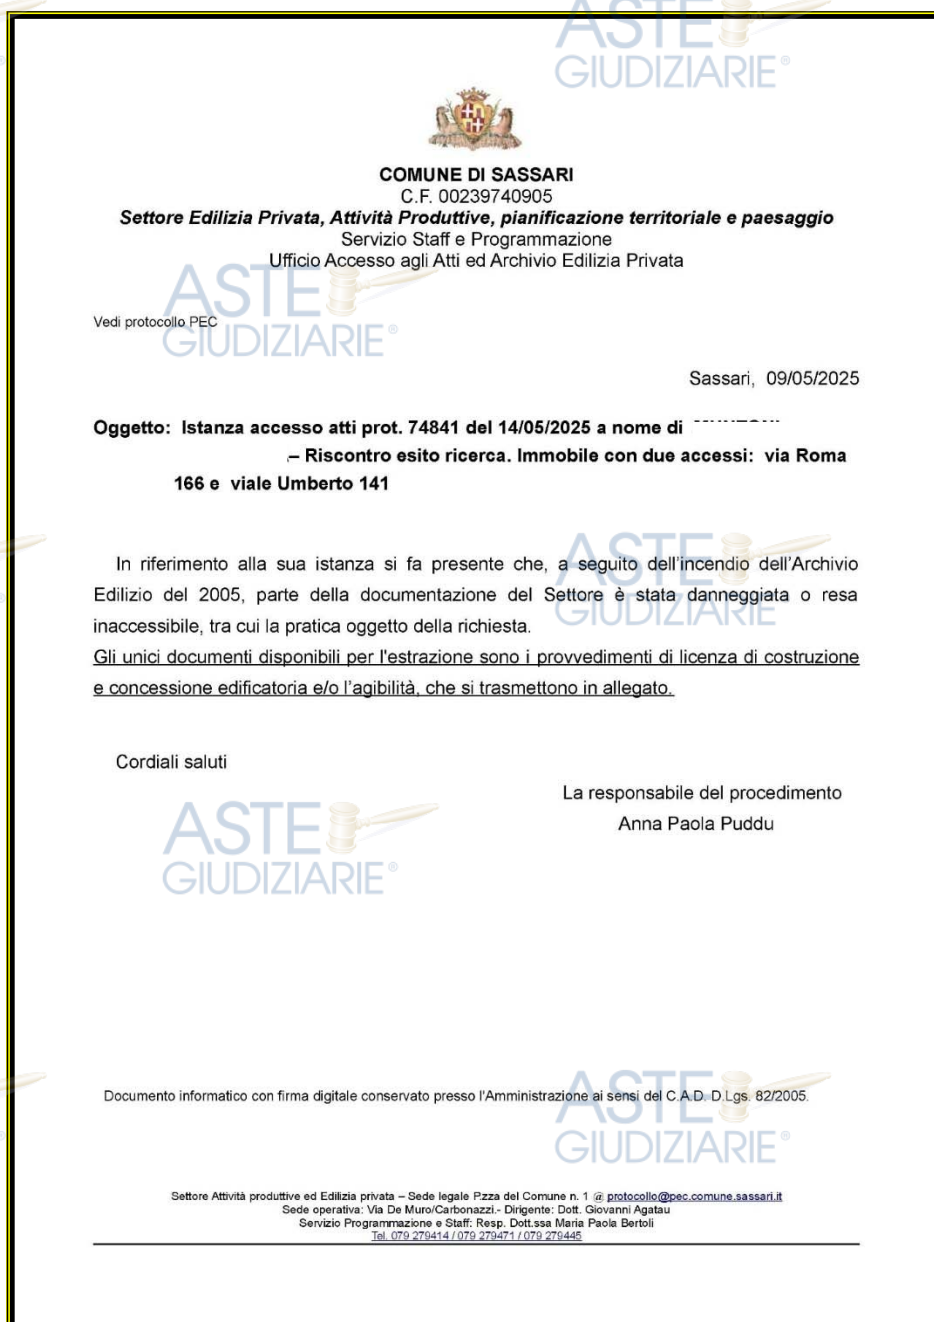 ASTE
GIUDIZIARIE®
COMUNE DI SASSARI
C.F. 00239740905
Settore Edilizia Privata, Attività Produttive, pianificazione territoriale e paesaggio
Servizio Staff e Programmazione
Ufficio Accesso agli Atti ed Archivio Edilizia Privata
ASTE
GIUDIZIARIE®
Vedi protocollo PEC
Sassari, 09/05/2025
Oggetto: Istanza accesso atti prot. 74841 del 14/05/2025 a nome di
– Riscontro esito ricerca. Immobile con due accessi: via Roma
166 e viale Umberto 141
ASTE
GIUDIZIARIE
In riferimento alla sua istanza si fa presente che, a seguito dell'incendio dell'Archivio
Edilizio del 2005, parte della documentazione del Settore è stata danneggiata o resa
inaccessibile, tra cui la pratica oggetto della richiesta.
Gli unici documenti disponibili per l'estrazione sono i provvedimenti di licenza di costruzione
e concessione edificatoria e/o l'agibilità, che si trasmettono in allegato.
Cordiali saluti
La responsabile del procedimento
Anna Paola Puddu
ASTE
GIUDIZIARIE®
ASTE
GIUDIZIARIE®
Documento informatico con firma digitale conservato presso l'Amministrazione ai sensi del C.A.D. D.Lgs. 82/2005.
Settore Attività produttive ed Edilizia privata – Sede legale P.zza del Comune n. 1 @ protocollo@pec.comune.sassari.it
Sede operativa: Via De Muro/Carbonazzi.- Dirigente: Dott. Giovanni Agatau
Servizio Programmazione e Staff: Resp. Dott.ssa Maria Paola Bertoli
Tel. 079 279414 / 079 279471 / 079 279445